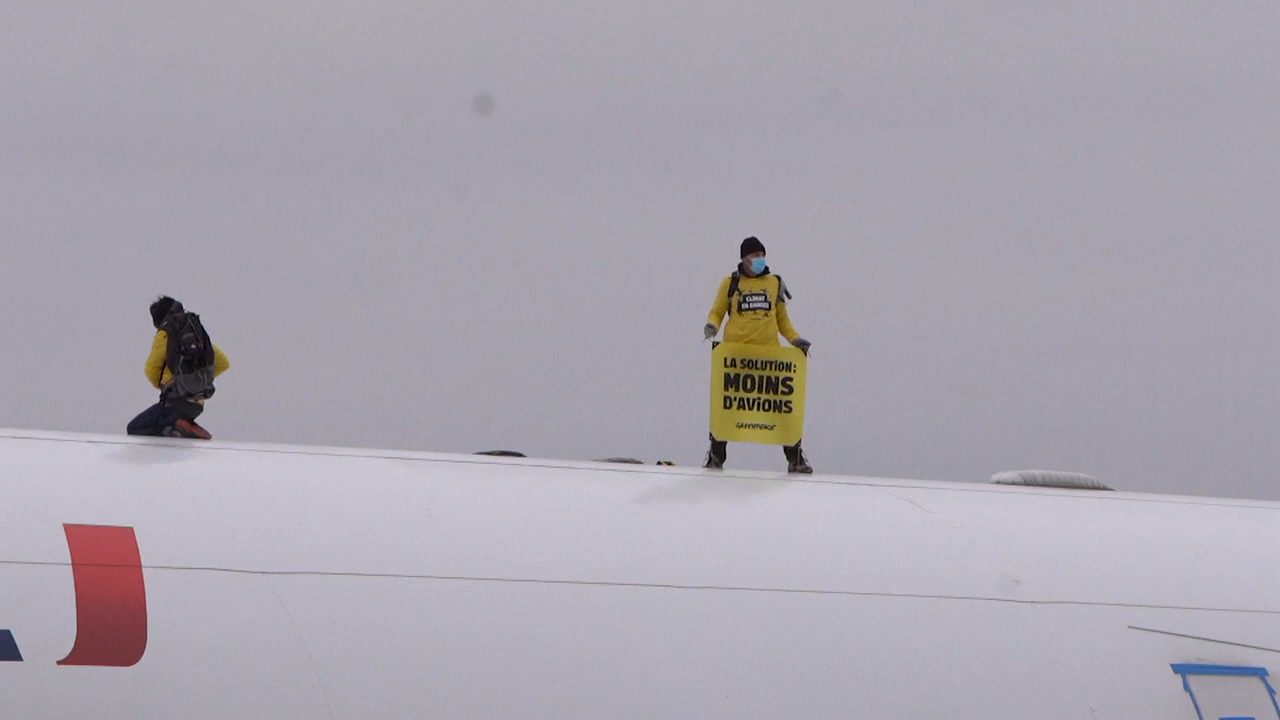 CLIMAT
EN DANGER
LA SOLUTiON:
MOiNS
D'AViONS
GREENPEACE